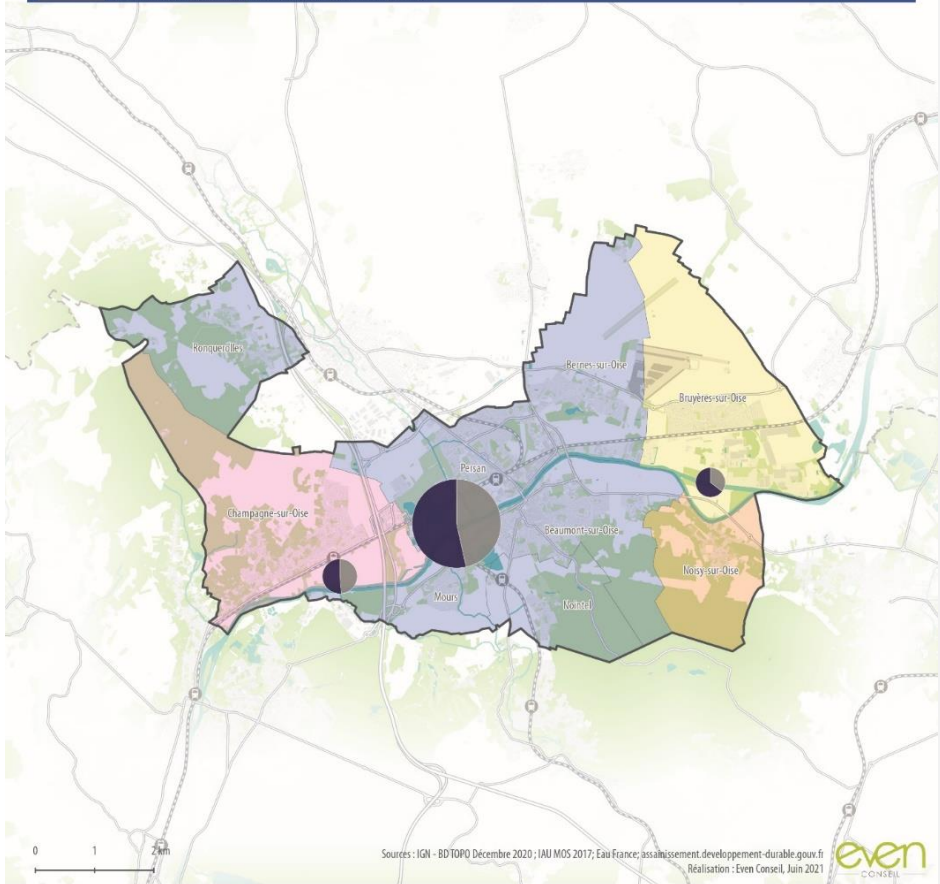 Ronquerolles
Bernes-sur-Oise
Bruyères-sur-Oise
Persan
Champagne-sur-Oise
Beaumont-sur-Oise
Noisy-sur-Oise
Mours
Nointel
0 1 2 km
Sources : IGN - BD TOPO Décembre 2020 ; IAU MOS 2017; Eau France; assainissement.developpement-durable.gouv.fr
Réalisation : Even Conseil, Juin 2021
even
CONSEIL